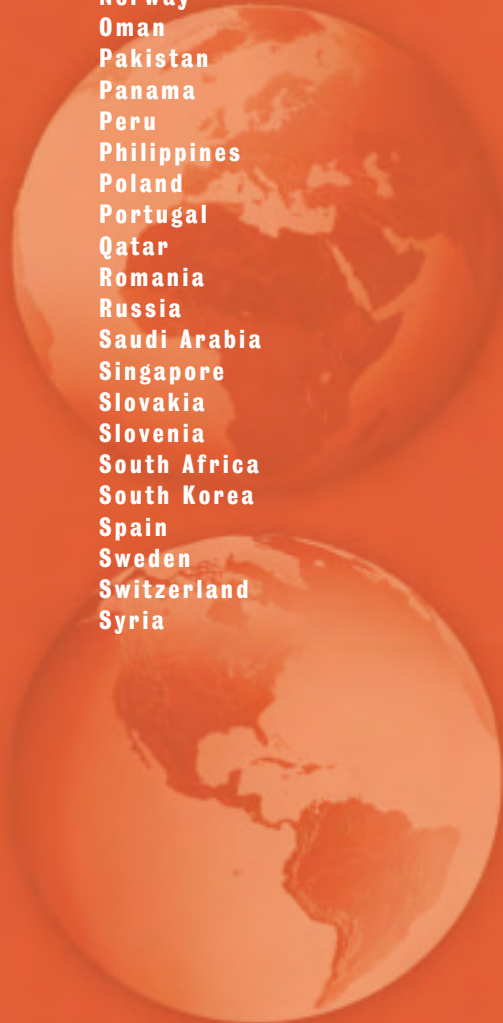 Norway
Oman
Pakistan
Panama
Peru
Philippines
Poland
Portugal
Qatar
Romania
Russia
Saudi Arabia
Singapore
Slovakia
Slovenia
South Africa
South Korea
Spain
Sweden
Switzerland
Syria